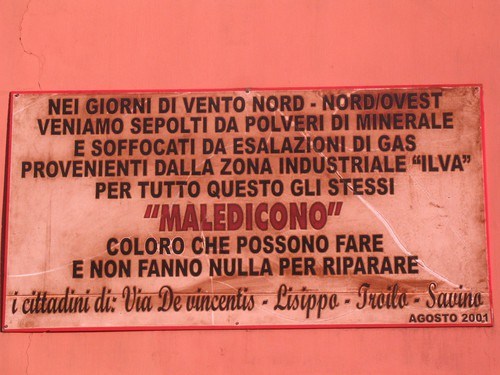 NEI GIORNI DI VENTO NORD - NORD/OVEST
VENIAMO SEPOLTI DA POLVERI DI MINERALE
E SOFFOCATI DA ESALAZIONI DI GAS
PROVENIENTI DALLA ZONA INDUSTRIALE "ILVA"
PER TUTTO QUESTO GLI STESSI
"MALEDICONO"
COLORO CHE POSSONO FARE
E NON FANNO NULLA PER RIPARARE
i cittadini di: Via De vincentis - Lisippo - Troilo - Savino
AGOSTO 2001